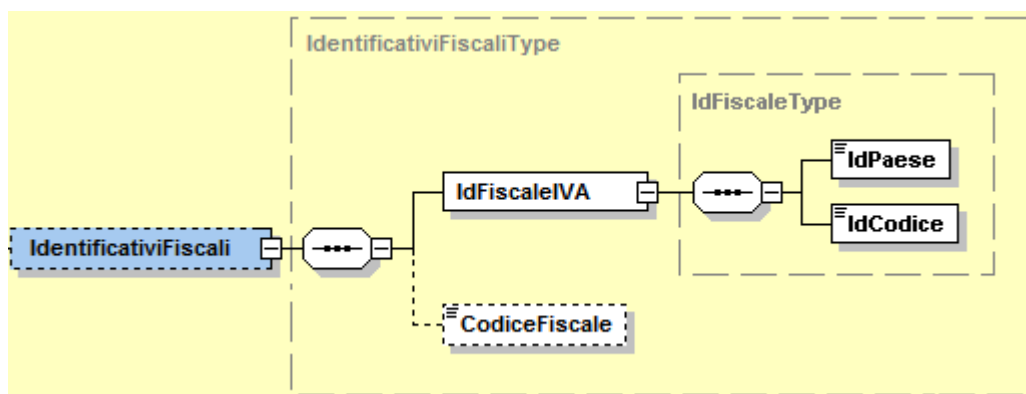 IdentificativiFiscaliType
IdFiscaleType
IdPaese
IdFiscaleIVA
IdCodice
IdentificativiFiscali
CodiceFiscale